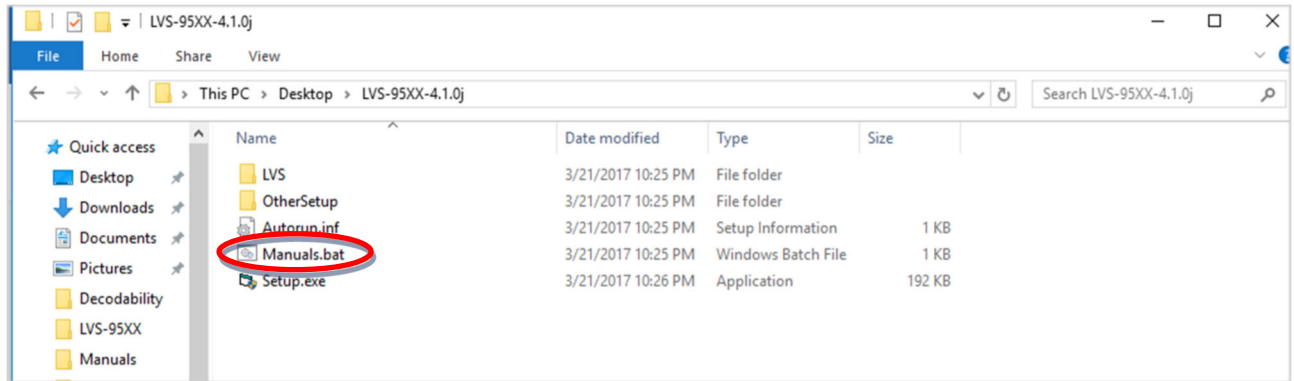 LVS-95XX-4.1.0j
File Home Share View
This PC > Desktop > LVS-95XX-4.1.0j Search LVS-95XX-4.1.0j
Name Date modified Type Size
Quick access
Desktop
Downloads
Documents
Pictures
Decodability
LVS-95XX
Manuals
LVS 3/21/2017 10:25 PM File folder
OtherSetup 3/21/2017 10:25 PM File folder
Autorun.inf 3/21/2017 10:25 PM Setup Information 1 KB
Manuals.bat 3/21/2017 10:25 PM Windows Batch File 1 KB
Setup.exe 3/21/2017 10:26 PM Application 192 KB